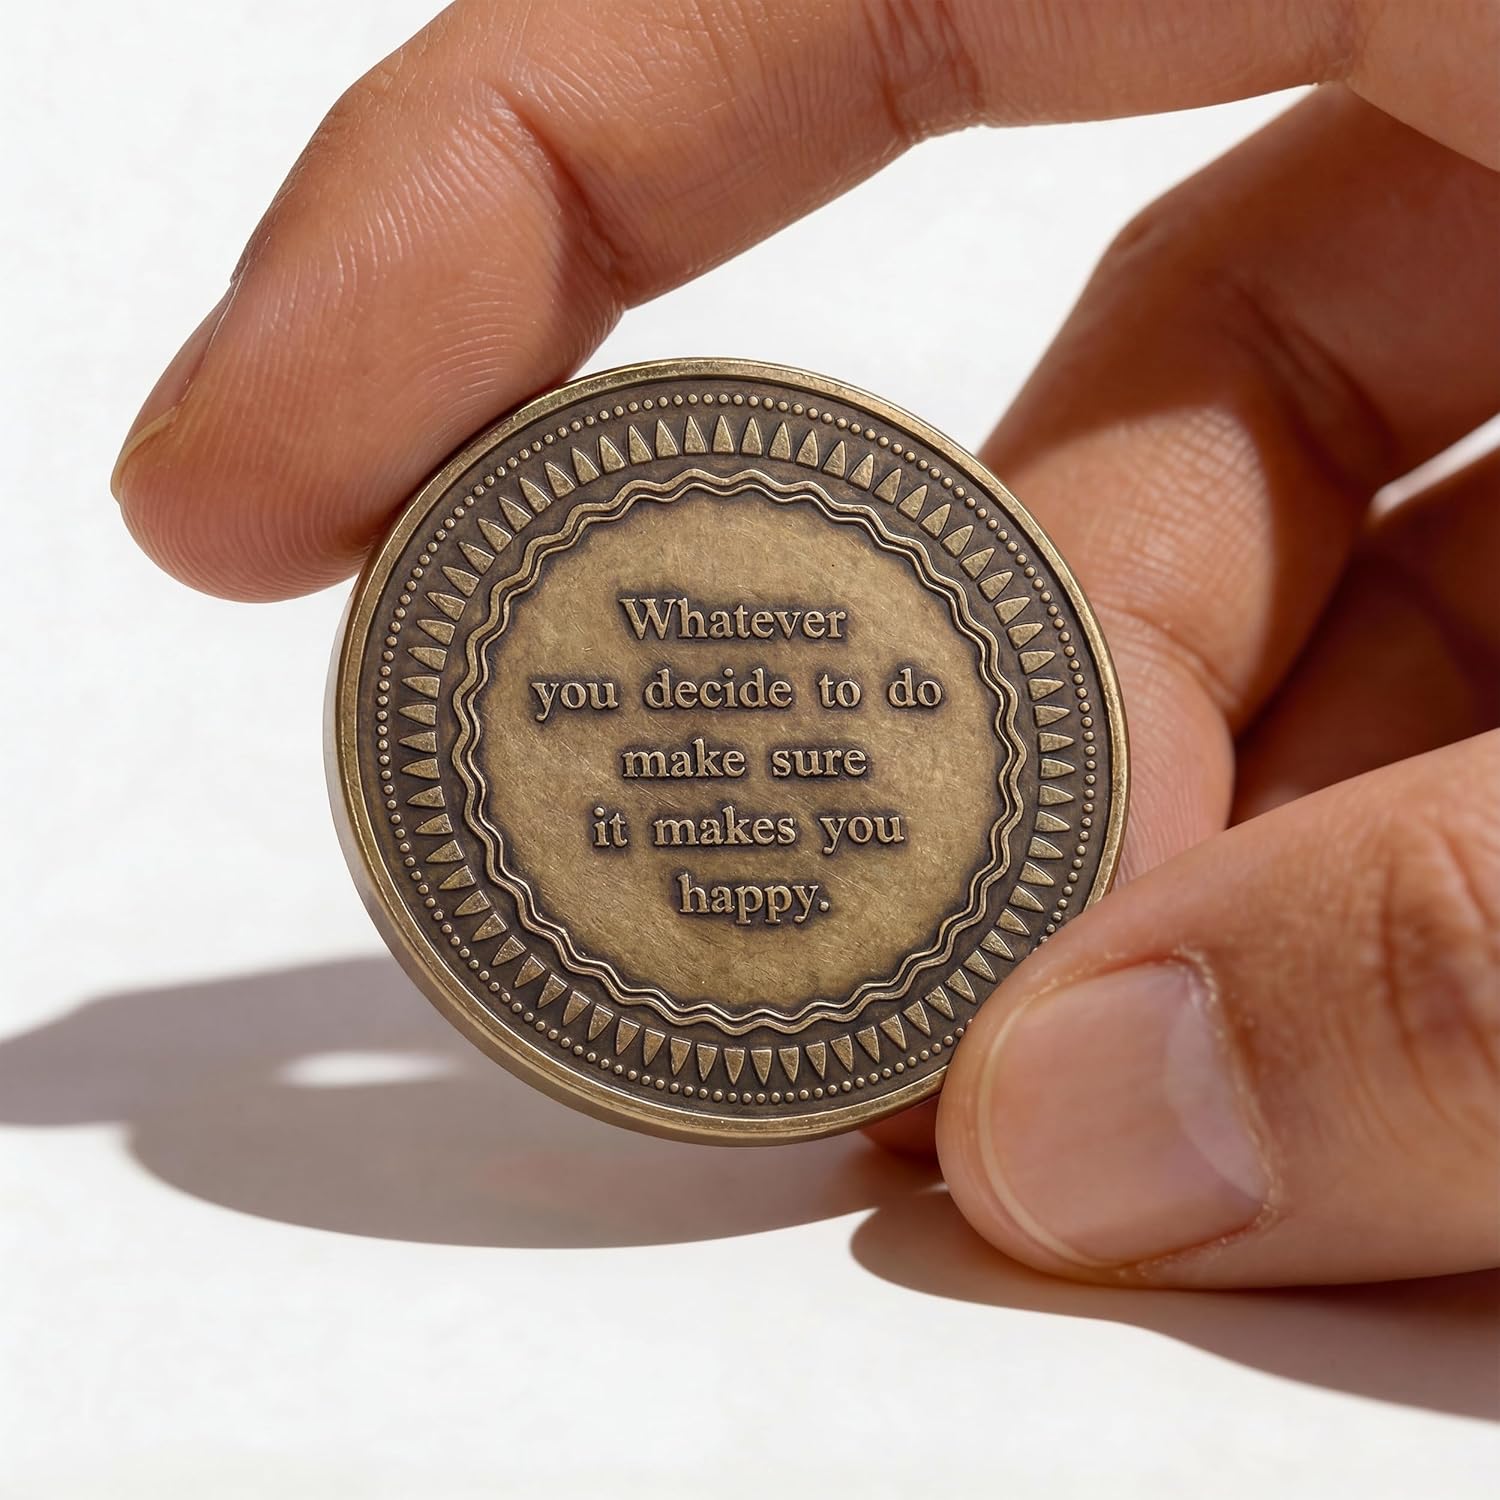 Whatever
you decide to do
make sure
it makes you
happy.